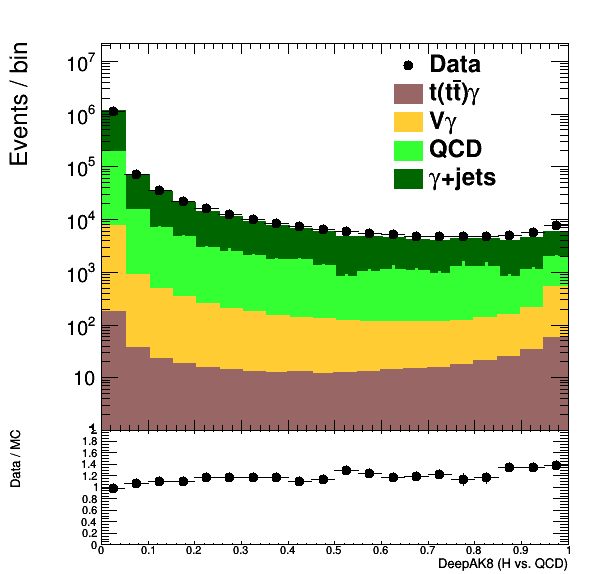 Events / bin
10⁷
10⁶
10⁵
10⁴
10³
10²
10
1
Data
t(tt̄)γ
Vγ
QCD
γ+jets
Data / MC
2
1.8
1.6
1.4
1.2
1
0.8
0.6
0.4
0.2
0
0 0.1 0.2 0.3 0.4 0.5 0.6 0.7 0.8 0.9 1
DeepAK8 (H vs. QCD)